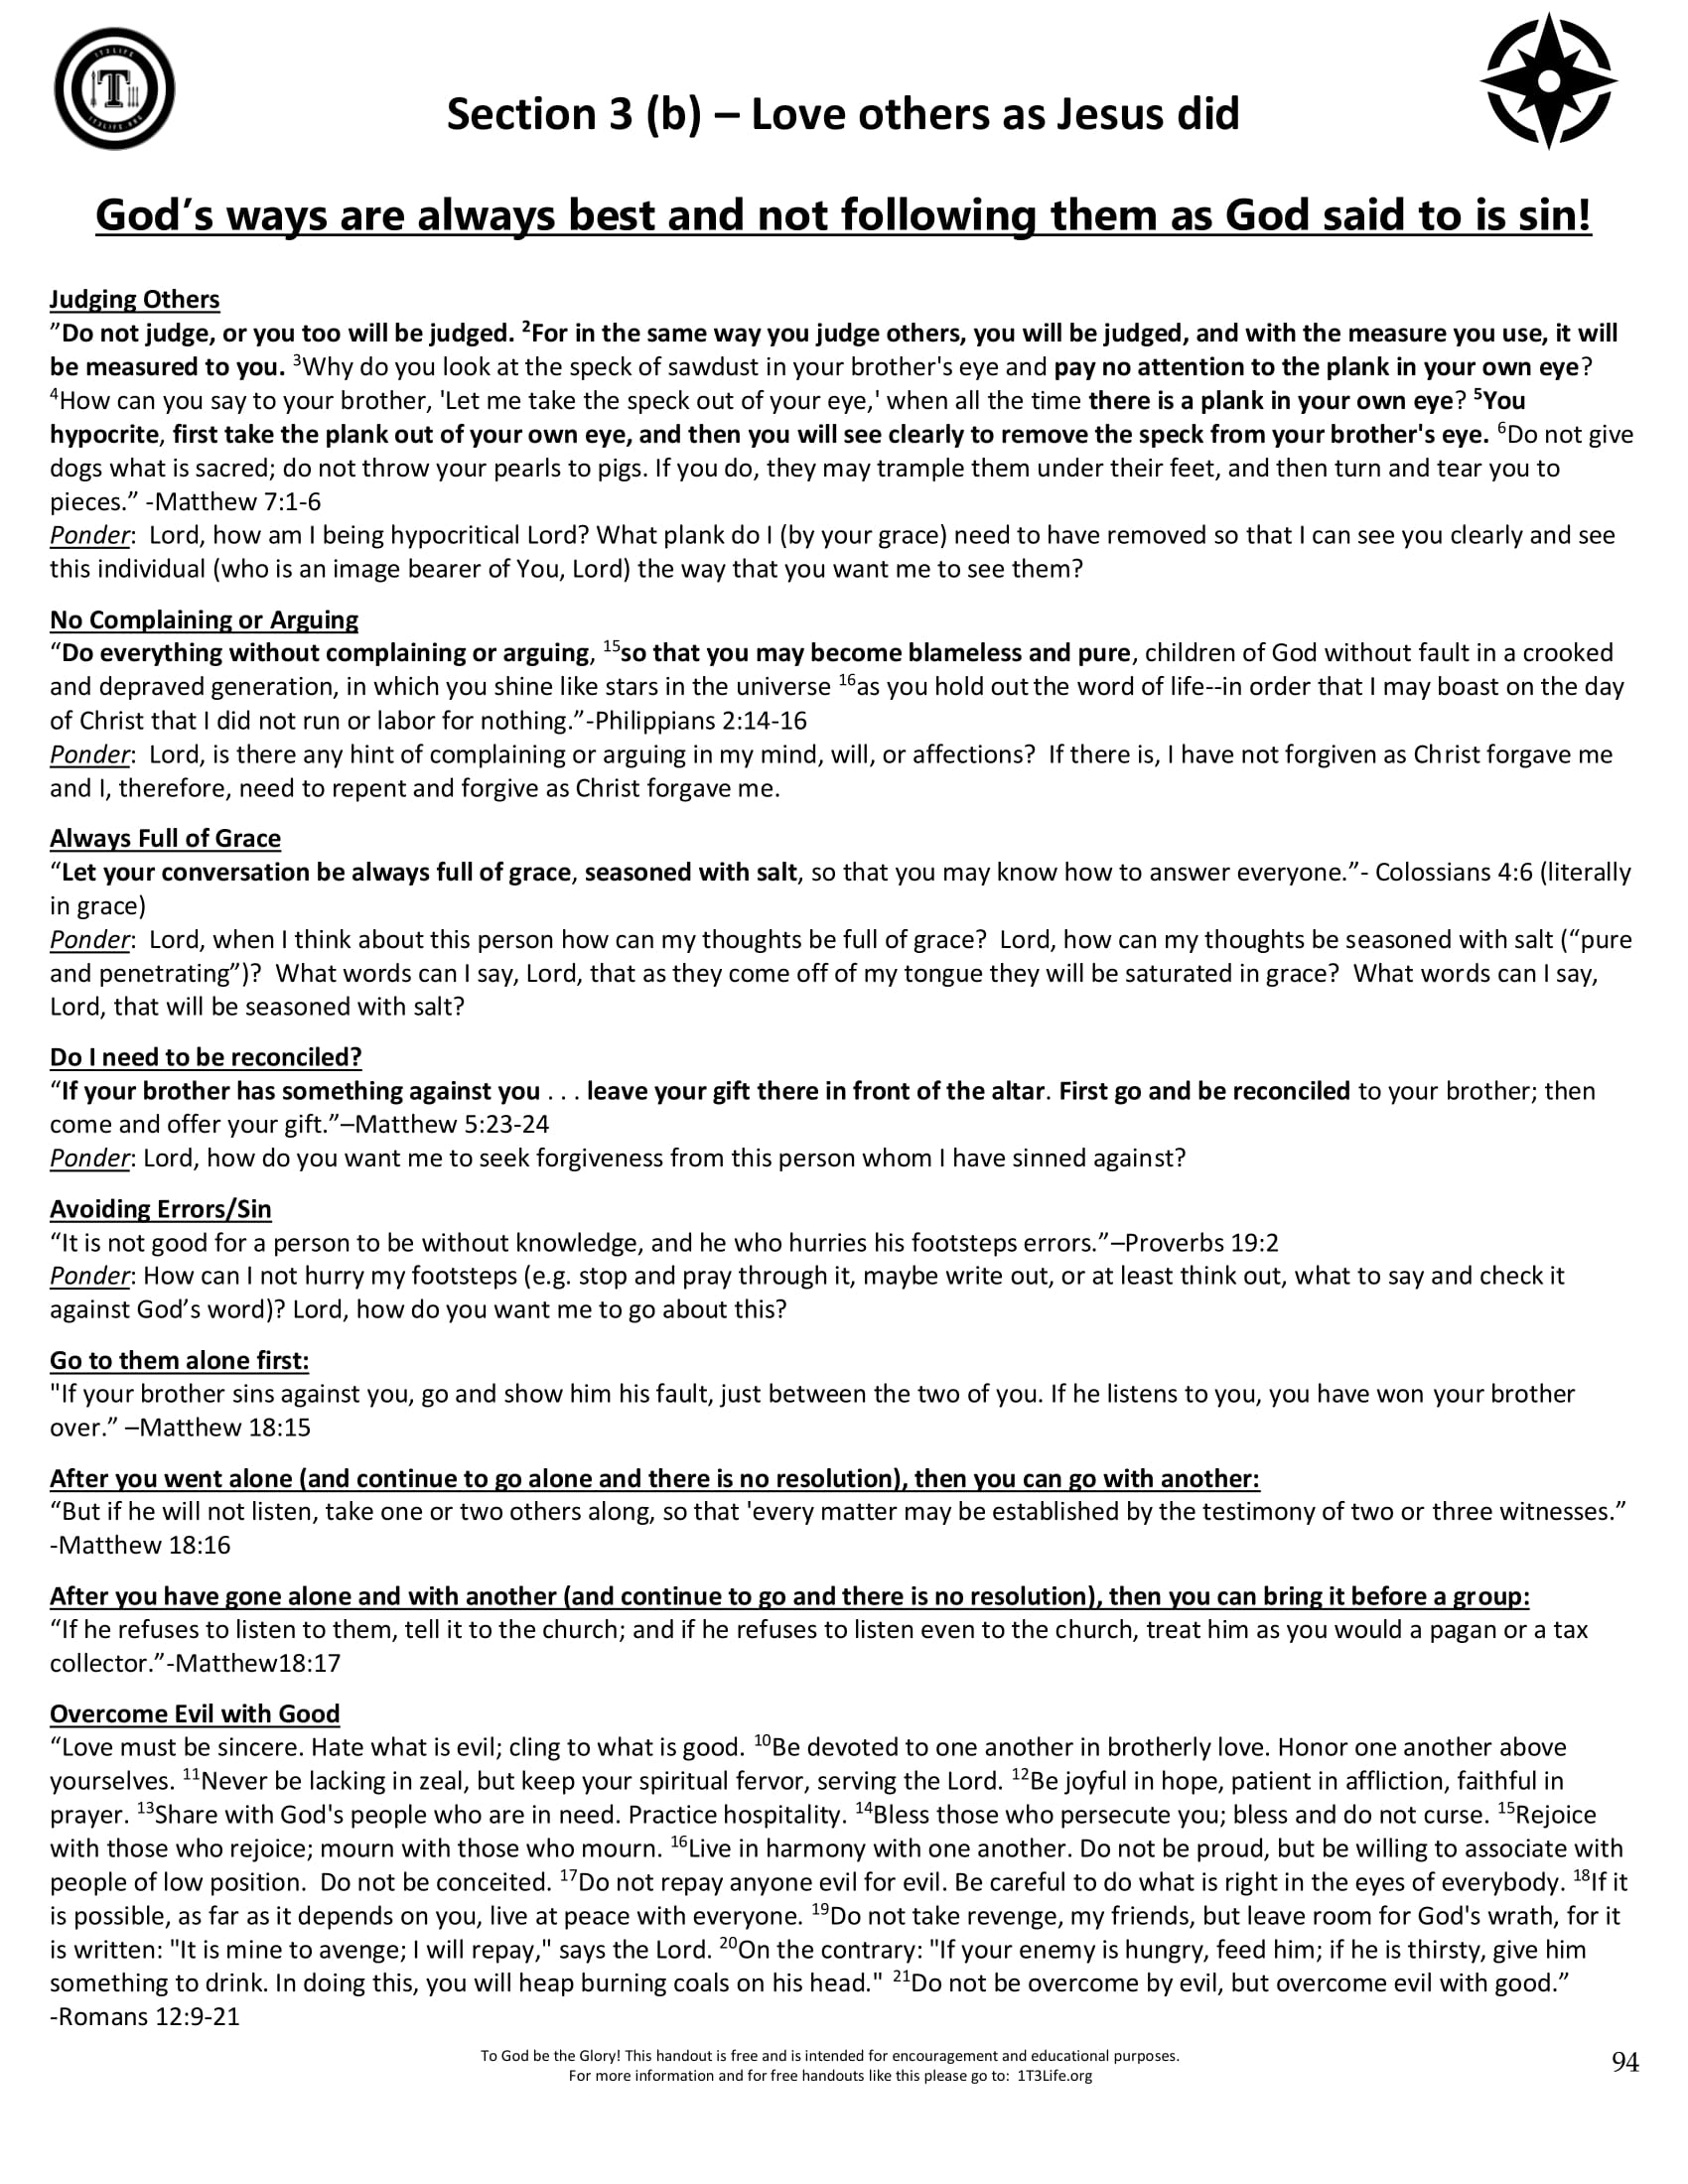 1T3LIFE
T
1T3LIFE.ORG
Section 3 (b) – Love others as Jesus did
God’s ways are always best and not following them as God said to is sin!
Judging Others
”Do not judge, or you too will be judged. ²For in the same way you judge others, you will be judged, and with the measure you use, it will
be measured to you. ³Why do you look at the speck of sawdust in your brother's eye and pay no attention to the plank in your own eye?
⁴How can you say to your brother, 'Let me take the speck out of your eye,' when all the time there is a plank in your own eye? ⁵You
hypocrite, first take the plank out of your own eye, and then you will see clearly to remove the speck from your brother's eye. ⁶Do not give
dogs what is sacred; do not throw your pearls to pigs. If you do, they may trample them under their feet, and then turn and tear you to
pieces.” -Matthew 7:1-6
Ponder:  Lord, how am I being hypocritical Lord? What plank do I (by your grace) need to have removed so that I can see you clearly and see
this individual (who is an image bearer of You, Lord) the way that you want me to see them?
No Complaining or Arguing
“Do everything without complaining or arguing, ¹⁵so that you may become blameless and pure, children of God without fault in a crooked
and depraved generation, in which you shine like stars in the universe ¹⁶as you hold out the word of life--in order that I may boast on the day
of Christ that I did not run or labor for nothing.”-Philippians 2:14-16
Ponder:  Lord, is there any hint of complaining or arguing in my mind, will, or affections?  If there is, I have not forgiven as Christ forgave me
and I, therefore, need to repent and forgive as Christ forgave me.
Always Full of Grace
“Let your conversation be always full of grace, seasoned with salt, so that you may know how to answer everyone.”- Colossians 4:6 (literally
in grace)
Ponder:  Lord, when I think about this person how can my thoughts be full of grace?  Lord, how can my thoughts be seasoned with salt (“pure
and penetrating”)?  What words can I say, Lord, that as they come off of my tongue they will be saturated in grace?  What words can I say,
Lord, that will be seasoned with salt?
Do I need to be reconciled?
“If your brother has something against you . . . leave your gift there in front of the altar. First go and be reconciled to your brother; then
come and offer your gift.”–Matthew 5:23-24
Ponder: Lord, how do you want me to seek forgiveness from this person whom I have sinned against?
Avoiding Errors/Sin
“It is not good for a person to be without knowledge, and he who hurries his footsteps errors.”–Proverbs 19:2
Ponder: How can I not hurry my footsteps (e.g. stop and pray through it, maybe write out, or at least think out, what to say and check it
against God’s word)? Lord, how do you want me to go about this?
Go to them alone first:
"If your brother sins against you, go and show him his fault, just between the two of you. If he listens to you, you have won your brother
over.” –Matthew 18:15
After you went alone (and continue to go alone and there is no resolution), then you can go with another:
“But if he will not listen, take one or two others along, so that 'every matter may be established by the testimony of two or three witnesses.”
-Matthew 18:16
After you have gone alone and with another (and continue to go and there is no resolution), then you can bring it before a group:
“If he refuses to listen to them, tell it to the church; and if he refuses to listen even to the church, treat him as you would a pagan or a tax
collector.”-Matthew18:17
Overcome Evil with Good
“Love must be sincere. Hate what is evil; cling to what is good. ¹⁰Be devoted to one another in brotherly love. Honor one another above
yourselves. ¹¹Never be lacking in zeal, but keep your spiritual fervor, serving the Lord. ¹²Be joyful in hope, patient in affliction, faithful in
prayer. ¹³Share with God's people who are in need. Practice hospitality. ¹⁴Bless those who persecute you; bless and do not curse. ¹⁵Rejoice
with those who rejoice; mourn with those who mourn. ¹⁶Live in harmony with one another. Do not be proud, but be willing to associate with
people of low position.  Do not be conceited. ¹⁷Do not repay anyone evil for evil. Be careful to do what is right in the eyes of everybody. ¹⁸If it
is possible, as far as it depends on you, live at peace with everyone. ¹⁹Do not take revenge, my friends, but leave room for God's wrath, for it
is written: "It is mine to avenge; I will repay," says the Lord. ²⁰On the contrary: "If your enemy is hungry, feed him; if he is thirsty, give him
something to drink. In doing this, you will heap burning coals on his head." ²¹Do not be overcome by evil, but overcome evil with good.”
-Romans 12:9-21
To God be the Glory! This handout is free and is intended for encouragement and educational purposes.
For more information and for free handouts like this please go to:  1T3Life.org
94